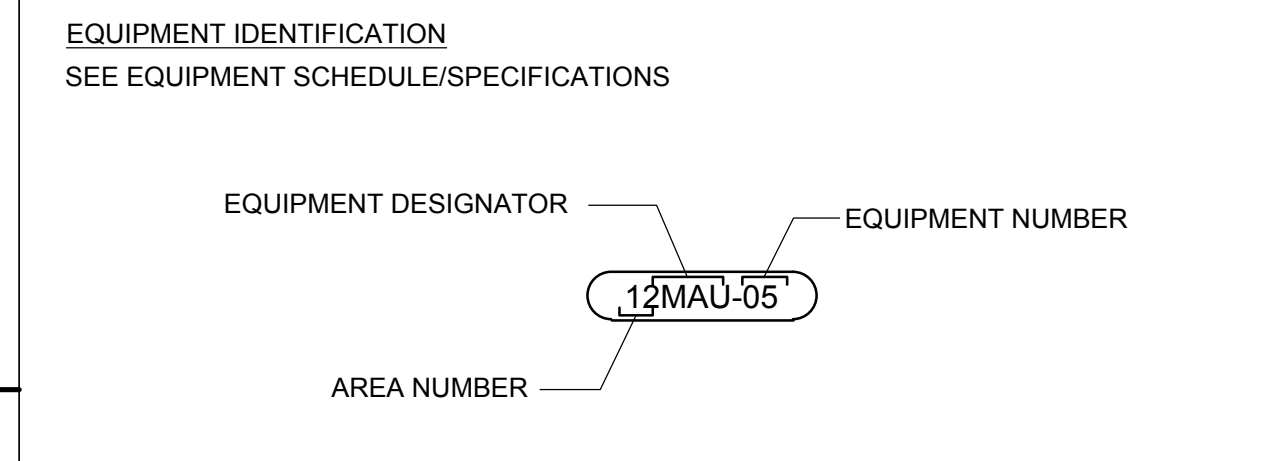 EQUIPMENT IDENTIFICATION
SEE EQUIPMENT SCHEDULE/SPECIFICATIONS
EQUIPMENT DESIGNATOR
EQUIPMENT NUMBER
12MAU-05
AREA NUMBER